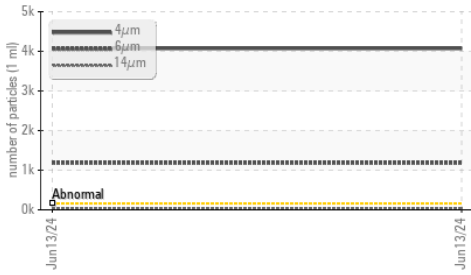 5k
4µm
6µm
14µm
4k
3k
2k
1k
0k
number of particles (1 ml)
Abnormal
Jun13/24
Jun13/24